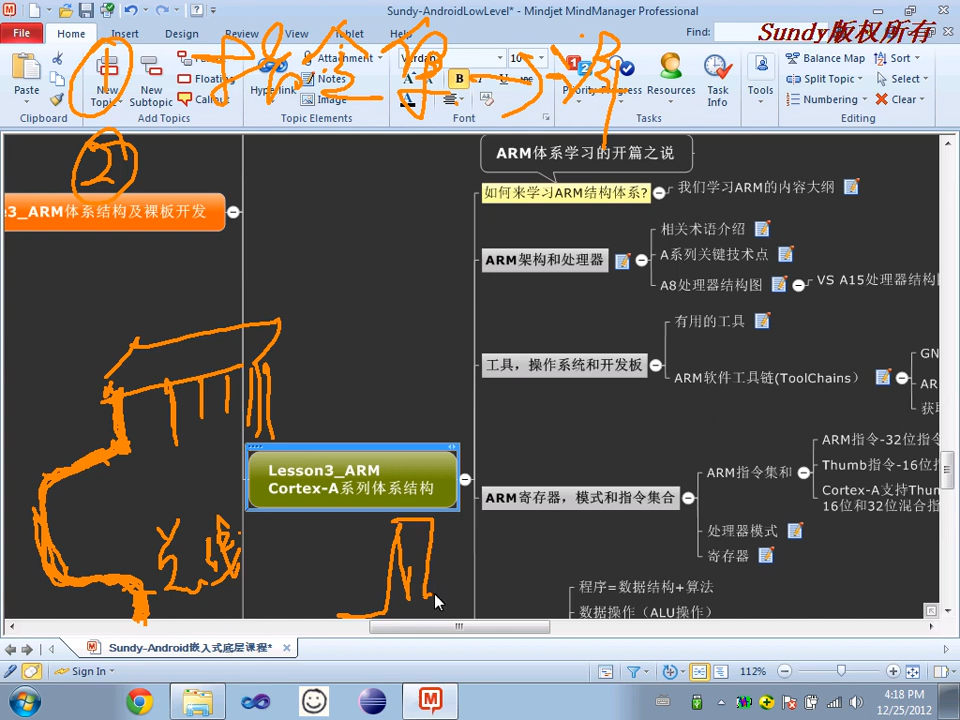 Sundy-AndroidLowLevel* - Mindjet MindManager Professional
File Home Insert Design Review View Tablet Help Find:
Sundy版权所有
Paste
Clipboard
New Topic
New Subtopic
Floating
Callout
Add Topics
Hyperlink
Attachment
Notes
Image
Topic Elements
Verdan 10
B
Font
Priority Progress Resources Task Info
Tasks
Tools
Balance Map Sort
Split Topic Select
Numbering Clear
Editing
①
②
ARM体系学习的开篇之说
如何来学习ARM结构体系?
我们学习ARM的内容大纲
3_ARM体系结构及裸板开发
ARM架构和处理器
相关术语介绍
A系列关键技术点
A8处理器结构图
VS A15处理器结构图
工具，操作系统和开发板
有用的工具
ARM软件工具链(ToolChains）
GN
AR
获
Lesson3_ARM
Cortex-A系列体系结构
ARM寄存器，模式和指令集合
ARM指令集和
ARM指令-32位指令
Thumb指令-16位指
Cortex-A支持Thum
16位和32位混合指
处理器模式
寄存器
程序=数据结构+算法
数据操作（ALU操作）
Sundy-Android嵌入式底层课程*
Sign In
112%
4:18 PM
12/25/2012